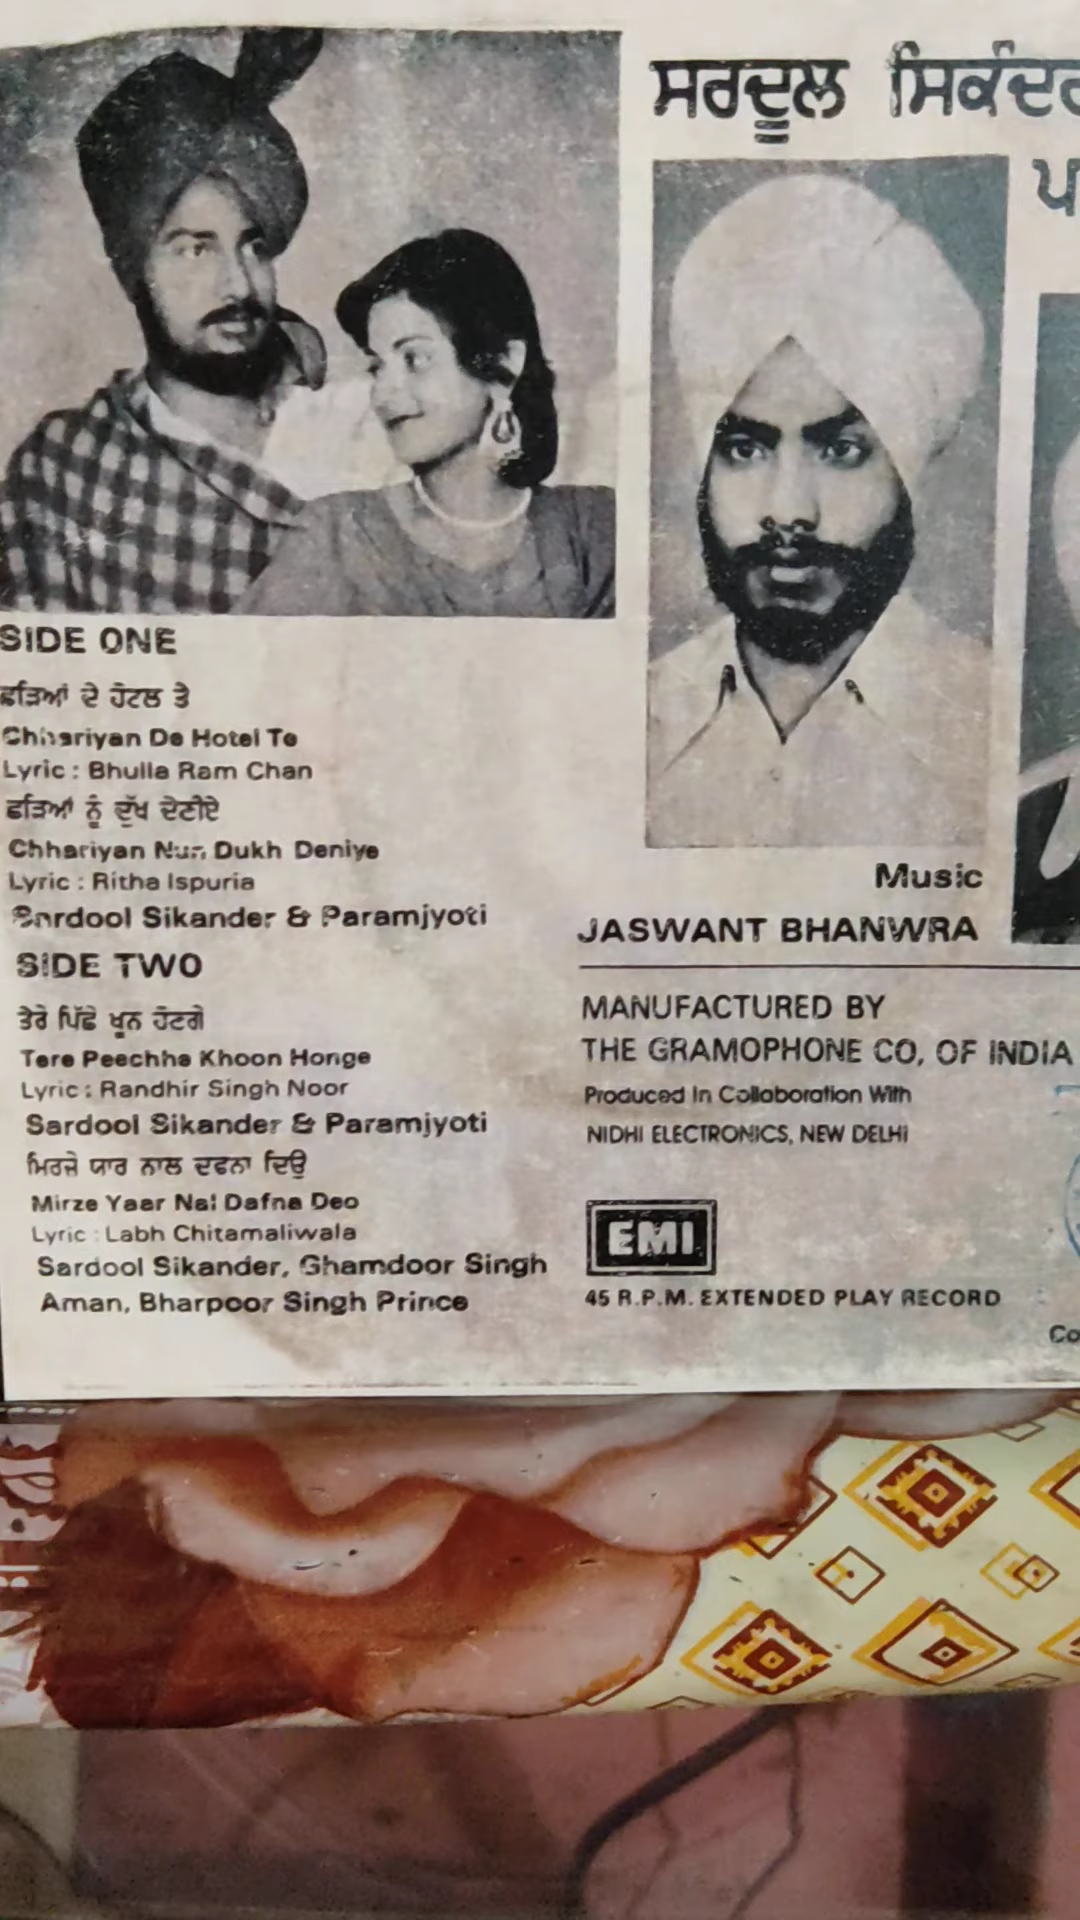 ਸਰਦੂਲ ਸਿਕੰਦਰ
SIDE ONE
ਛੜਿਆਂ ਦੇ ਹੋਟਲ ਤੇ
Chhariyan De Hotel Te
Lyric : Bhulla Ram Chan
ਛੜਿਆਂ ਨੂੰ ਦੁੱਖ ਦੇਣੀਏ
Chhariyan Nun Dukh Deniye
Lyric : Ritha Ispuria
Sardool Sikander & Paramjyoti
SIDE TWO
ਤੇਰੇ ਪਿੱਛੇ ਖੂਨ ਹੋਣਗੇ
Tere Peechhe Khoon Honge
Lyric : Randhir Singh Noor
Sardool Sikander & Paramjyoti
ਮਿਰਜੇ ਯਾਰ ਨਾਲ ਦਫਨਾ ਦਿਉ
Mirze Yaar Nal Dafna Deo
Lyric : Labh Chitamaliwala
Sardool Sikander, Ghamdoor Singh
Aman, Bharpoor Singh Prince
Music
JASWANT BHANWRA
MANUFACTURED BY
THE GRAMOPHONE CO, OF INDIA
Produced In Collaboration With
NIDHI ELECTRONICS, NEW DELHI
EMI
45 R.P.M. EXTENDED PLAY RECORD